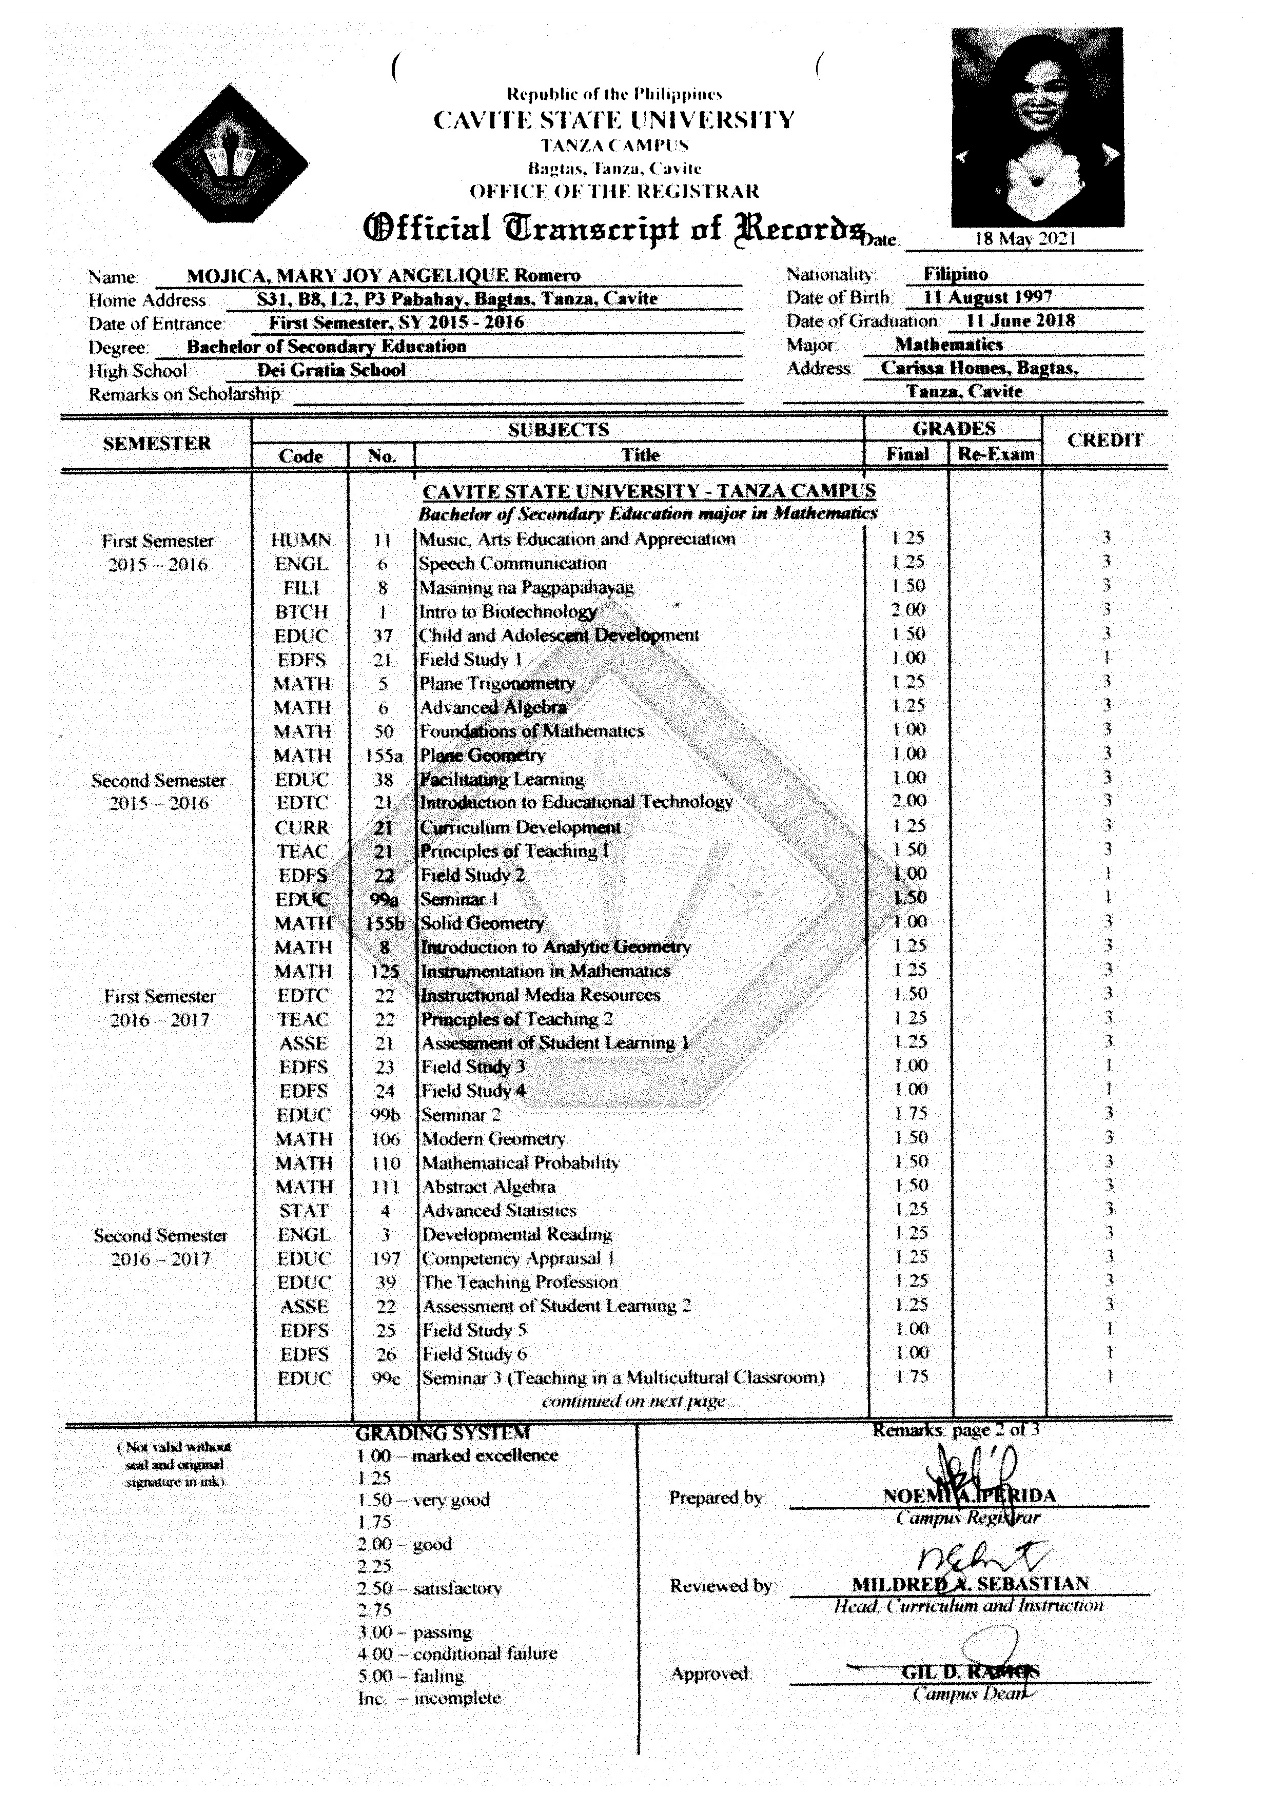 Republic of the Philippines
CAVITE STATE UNIVERSITY
TANZA CAMPUS
Bagtas, Tanza, Cavite
OFFICE OF THE REGISTRAR
Official Transcript of Records
Date: 18 May 2021
Name: MOJICA, MARY JOY ANGELIQUE Romero Nationality: Filipino
Home Address S31, B8, L2, P3 Pabahay, Bagtas, Tanza, Cavite Date of Birth: 11 August 1997
Date of Entrance: First Semester, SY 2015 - 2016 Date of Graduation: 11 June 2018
Degree: Bachelor of Secondary Education Major: Mathematics
High School Dei Gratia School Address: Carissa Homes, Bagtas,
Remarks on Scholarship: Tanza, Cavite
SEMESTER SUBJECTS GRADES CREDIT
Code No. Title Final Re-Exam
CAVITE STATE UNIVERSITY - TANZA CAMPUS
Bachelor of Secondary Education major in Mathematics
First Semester HUMN 11 Music, Arts Education and Appreciation 1.25 3
2015 – 2016 ENGL 6 Speech Communication 1.25 3
FILI 8 Masining na Pagpapahayag 1.50 3
BTCH 1 Intro to Biotechnology 2.00 3
EDUC 37 Child and Adolescent Development 1.50 3
EDFS 21 Field Study 1 1.00 1
MATH 5 Plane Trigonometry 1.25 3
MATH 6 Advanced Algebra 1.25 3
MATH 50 Foundations of Mathematics 1.00 3
MATH 155a Plane Geometry 1.00 3
Second Semester EDUC 38 Facilitating Learning 1.00 3
2015 – 2016 EDTC 21 Introduction to Educational Technology 2.00 3
CURR 21 Curriculum Development 1.25 3
TEAC 21 Principles of Teaching 1 1.50 3
EDFS 22 Field Study 2 1.00 1
EDUC 99a Seminar 1 1.50 1
MATH 155b Solid Geometry 1.00 3
MATH 8 Introduction to Analytic Geometry 1.25 3
MATH 125 Instrumentation in Mathematics 1.25 3
First Semester EDTC 22 Instructional Media Resources 1.50 3
2016 – 2017 TEAC 22 Principles of Teaching 2 1.25 3
ASSE 21 Assessment of Student Learning 1 1.25 3
EDFS 23 Field Study 3 1.00 1
EDFS 24 Field Study 4 1.00 1
EDUC 99b Seminar 2 1.75 3
MATH 106 Modern Geometry 1.50 3
MATH 110 Mathematical Probability 1.50 3
MATH 111 Abstract Algebra 1.50 3
STAT 4 Advanced Statistics 1.25 3
Second Semester ENGL 3 Developmental Reading 1.25 3
2016 – 2017 EDUC 197 Competency Appraisal 1 1.25 3
EDUC 39 The Teaching Profession 1.25 3
ASSE 22 Assessment of Student Learning 2 1.25 3
EDFS 25 Field Study 5 1.00 1
EDFS 26 Field Study 6 1.00 1
EDUC 99c Seminar 3 (Teaching in a Multicultural Classroom) 1.75 1
continued on next page
(Not valid without
seal and original
signature in ink)
GRADING SYSTEM
1.00 – marked excellence
1.25
1.50 – very good
1.75
2.00 – good
2.25
2.50 – satisfactory
2.75
3.00 – passing
4.00 – conditional failure
5.00 – failing
Inc. – incomplete
Remarks: page 2 of 3
Prepared by: NOEMI A. PERIDA
Campus Registrar
Reviewed by: MILDRED A. SEBASTIAN
Head, Curriculum and Instruction
Approved: GIL D. RAMOS
Campus Dean